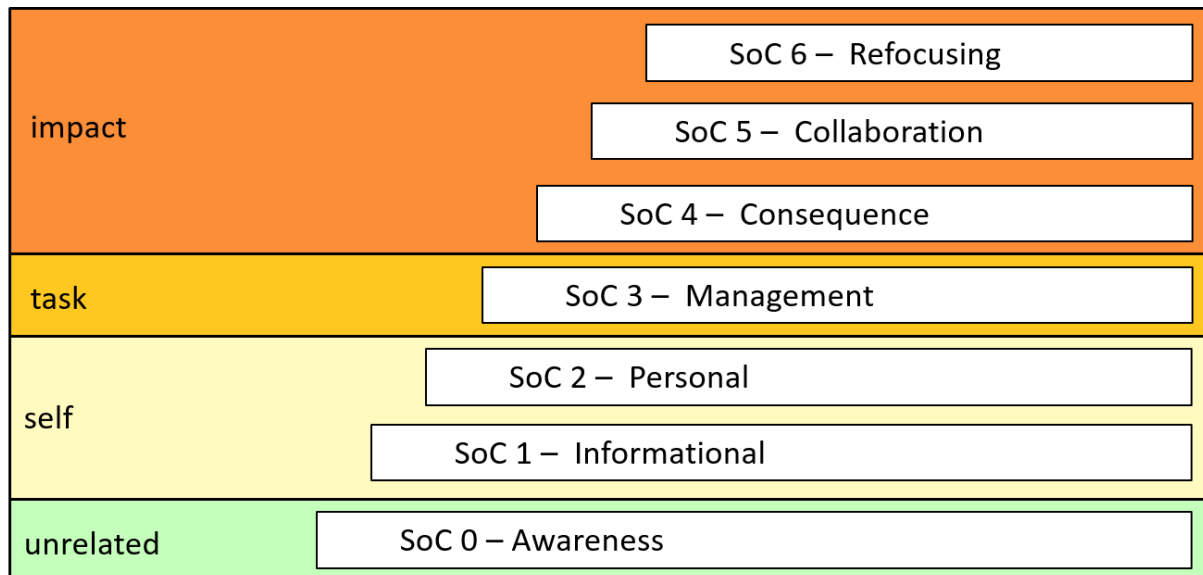 SoC 6 – Refocusing
impact
SoC 5 – Collaboration
SoC 4 – Consequence
task
SoC 3 – Management
SoC 2 – Personal
self
SoC 1 – Informational
unrelated
SoC 0 – Awareness